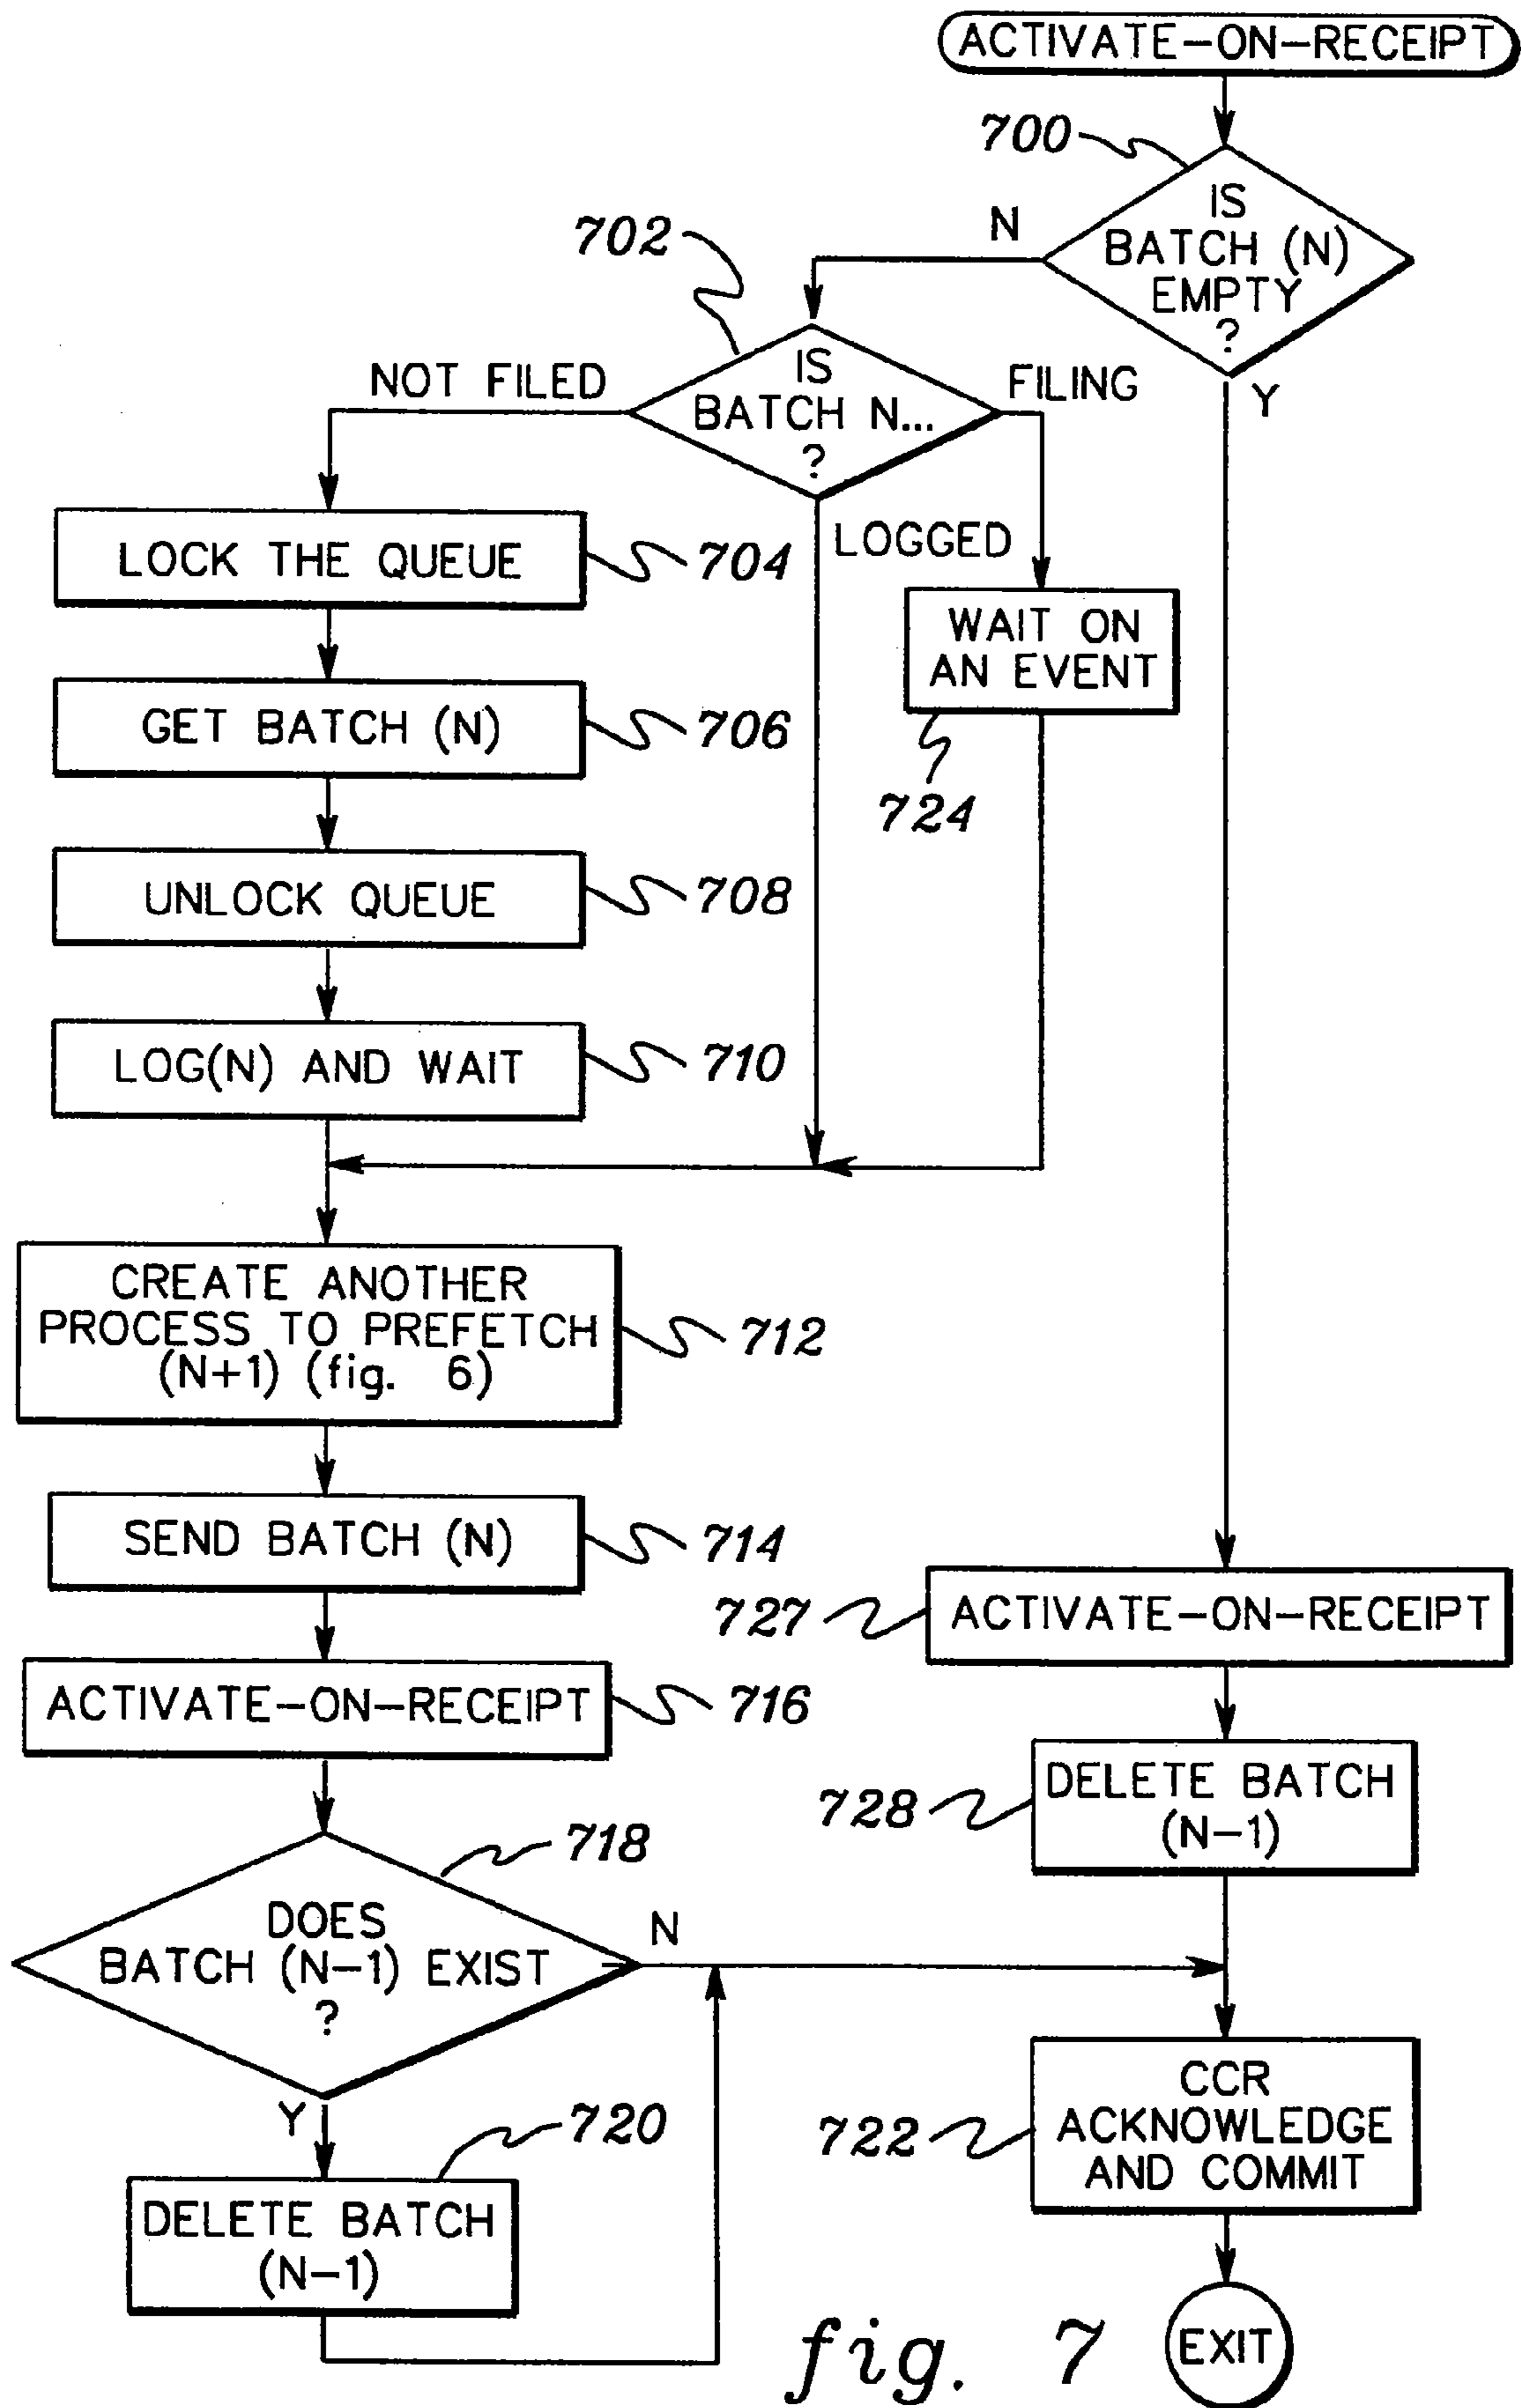 ACTIVATE-ON-RECEIPT
700
IS
BATCH (N)
EMPTY
?
N
Y
702
IS
BATCH N...
?
NOT FILED
FILING
LOGGED
LOCK THE QUEUE
704
WAIT ON
AN EVENT
724
GET BATCH (N)
706
UNLOCK QUEUE
708
LOG(N) AND WAIT
710
CREATE ANOTHER
PROCESS TO PREFETCH
(N+1) (fig. 6)
712
SEND BATCH (N)
714
ACTIVATE-ON-RECEIPT
716
727
ACTIVATE-ON-RECEIPT
728
DELETE BATCH
(N-1)
718
DOES
BATCH (N-1) EXIST
?
N
Y
720
DELETE BATCH
(N-1)
722
CCR
ACKNOWLEDGE
AND COMMIT
EXIT
fig. 7